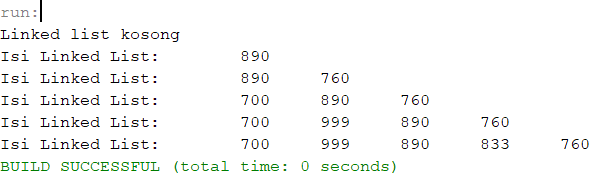 run:
Linked list kosong
Isi Linked List: 890
Isi Linked List: 890 760
Isi Linked List: 700 890 760
Isi Linked List: 700 999 890 760
Isi Linked List: 700 999 890 833 760
BUILD SUCCESSFUL (total time: 0 seconds)